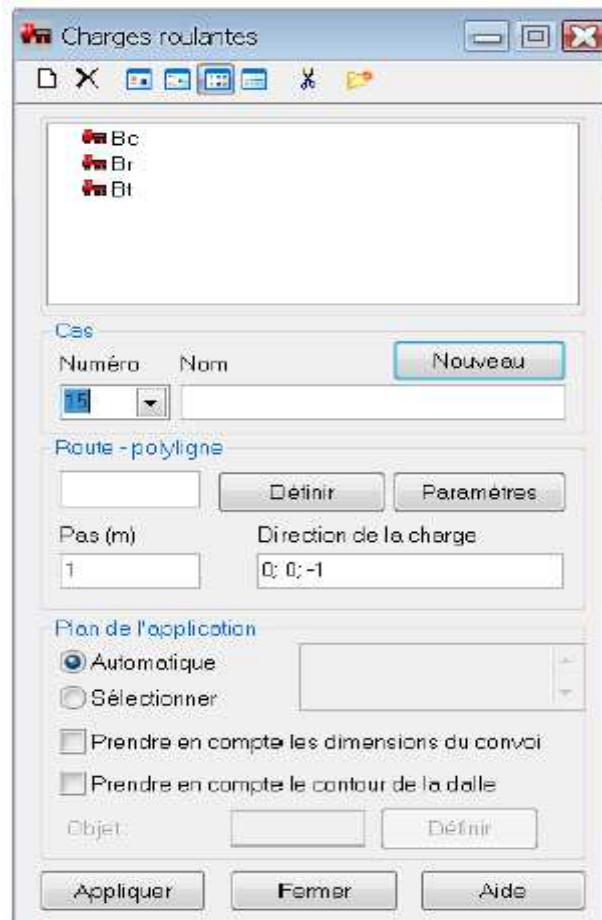 Charges roulantes
Bc
Br
Bt
Cas
Numéro Nom Nouveau
15
Route - polyligne
Définir Paramètres
Pas (m) Direction de la charge
1 0; 0; -1
Plan de l'application
Automatique
Sélectionner
Prendre en compte les dimensions du convoi
Prendre en compte le contour de la dalle
Objet: Définir
Appliquer Fermer Aide